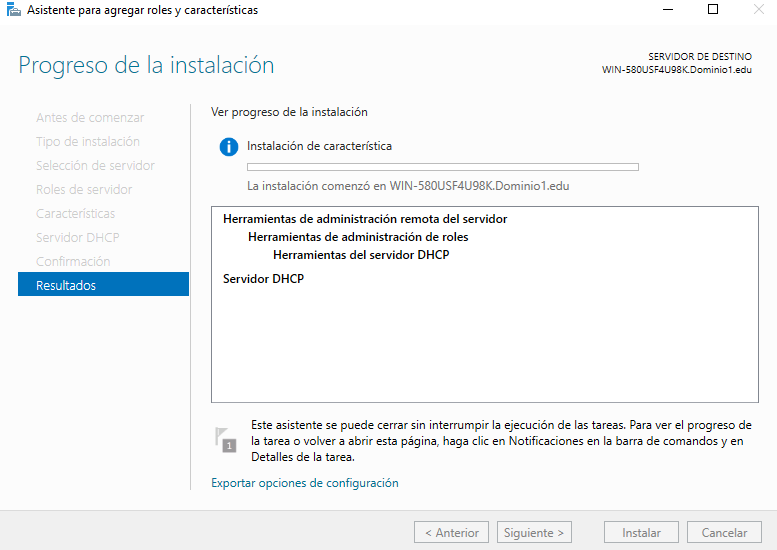 Asistente para agregar roles y características
Progreso de la instalación
SERVIDOR DE DESTINO
WIN-580USF4U98K.Dominio1.edu
Antes de comenzar
Tipo de instalación
Selección de servidor
Roles de servidor
Características
Servidor DHCP
Confirmación
Resultados
Ver progreso de la instalación
Instalación de característica
La instalación comenzó en WIN-580USF4U98K.Dominio1.edu
Herramientas de administración remota del servidor
Herramientas de administración de roles
Herramientas del servidor DHCP
Servidor DHCP
1
Este asistente se puede cerrar sin interrumpir la ejecución de las tareas. Para ver el progreso de
la tarea o volver a abrir esta página, haga clic en Notificaciones en la barra de comandos y en
Detalles de la tarea.
Exportar opciones de configuración
< Anterior
Siguiente >
Instalar
Cancelar